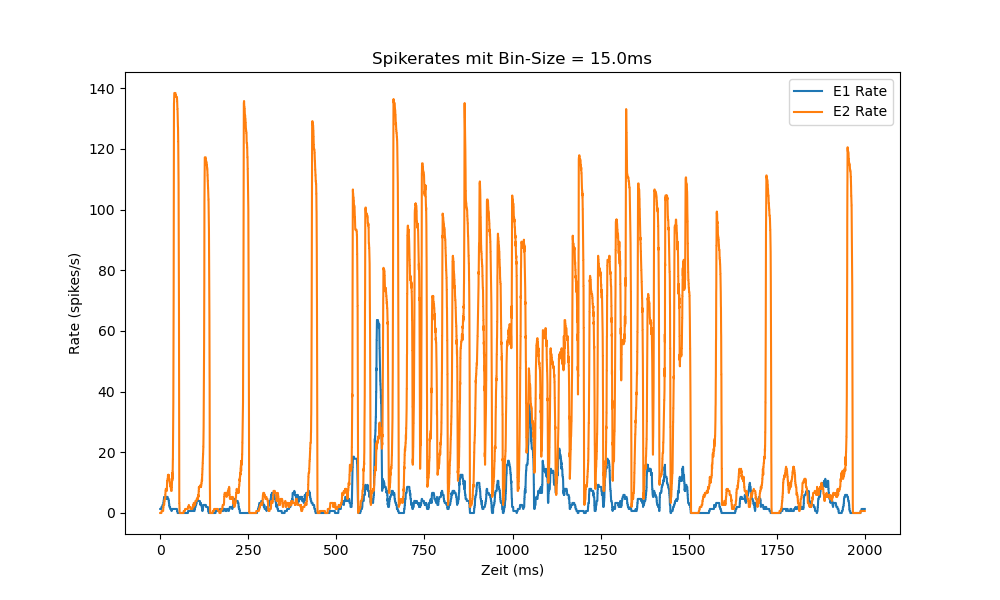 Spikerates mit Bin-Size = 15.0ms
E1 Rate
E2 Rate
Rate (spikes/s)
140
120
100
80
60
40
20
0
0 250 500 750 1000 1250 1500 1750 2000
Zeit (ms)